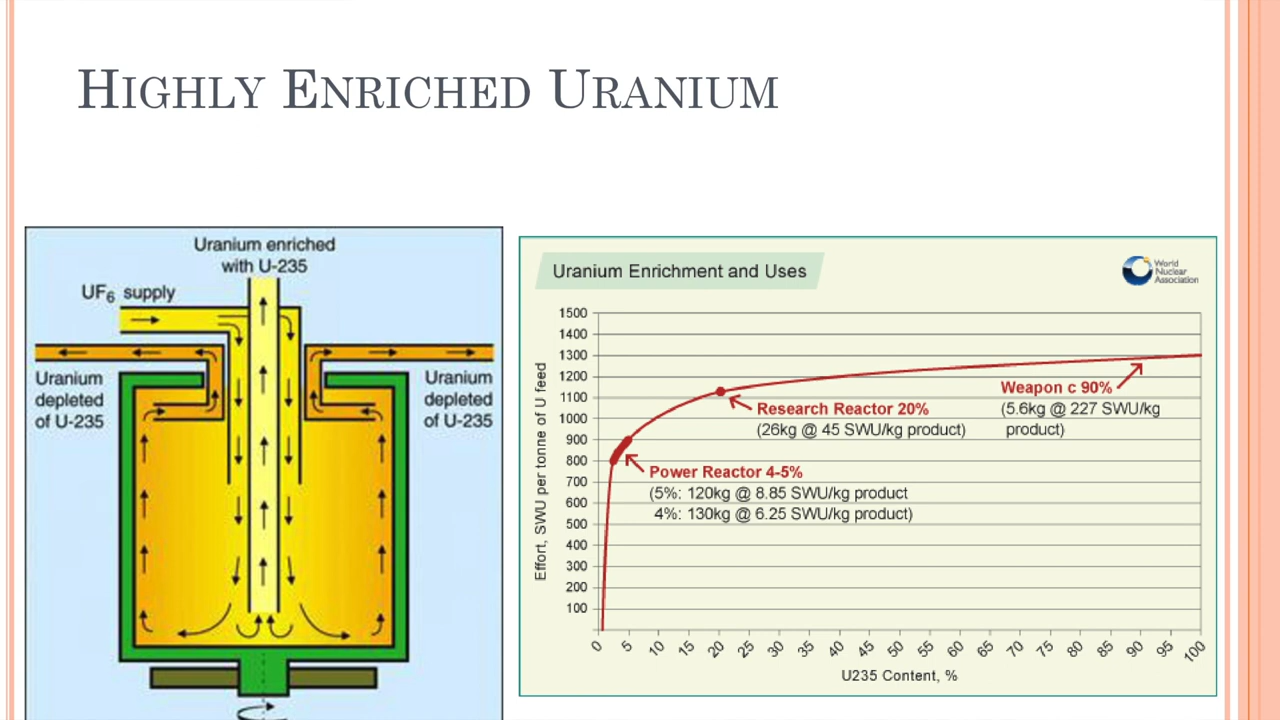 HIGHLY ENRICHED URANIUM
Uranium enriched
with U-235
UF6 supply
Uranium
depleted
of U-235
Uranium
depleted
of U-235
Uranium Enrichment and Uses
World
Nuclear
Association
Effort, SWU per tonne of U feed
1500
1400
1300
1200
1100
1000
900
800
700
600
500
400
300
200
100
Weapon c 90%
(5.6kg @ 227 SWU/kg
product)
Research Reactor 20%
(26kg @ 45 SWU/kg product)
Power Reactor 4-5%
(5%: 120kg @ 8.85 SWU/kg product
4%: 130kg @ 6.25 SWU/kg product)
0 5 10 15 20 25 30 35 40 45 50 55 60 65 70 75 80 85 90 95 100
U235 Content, %